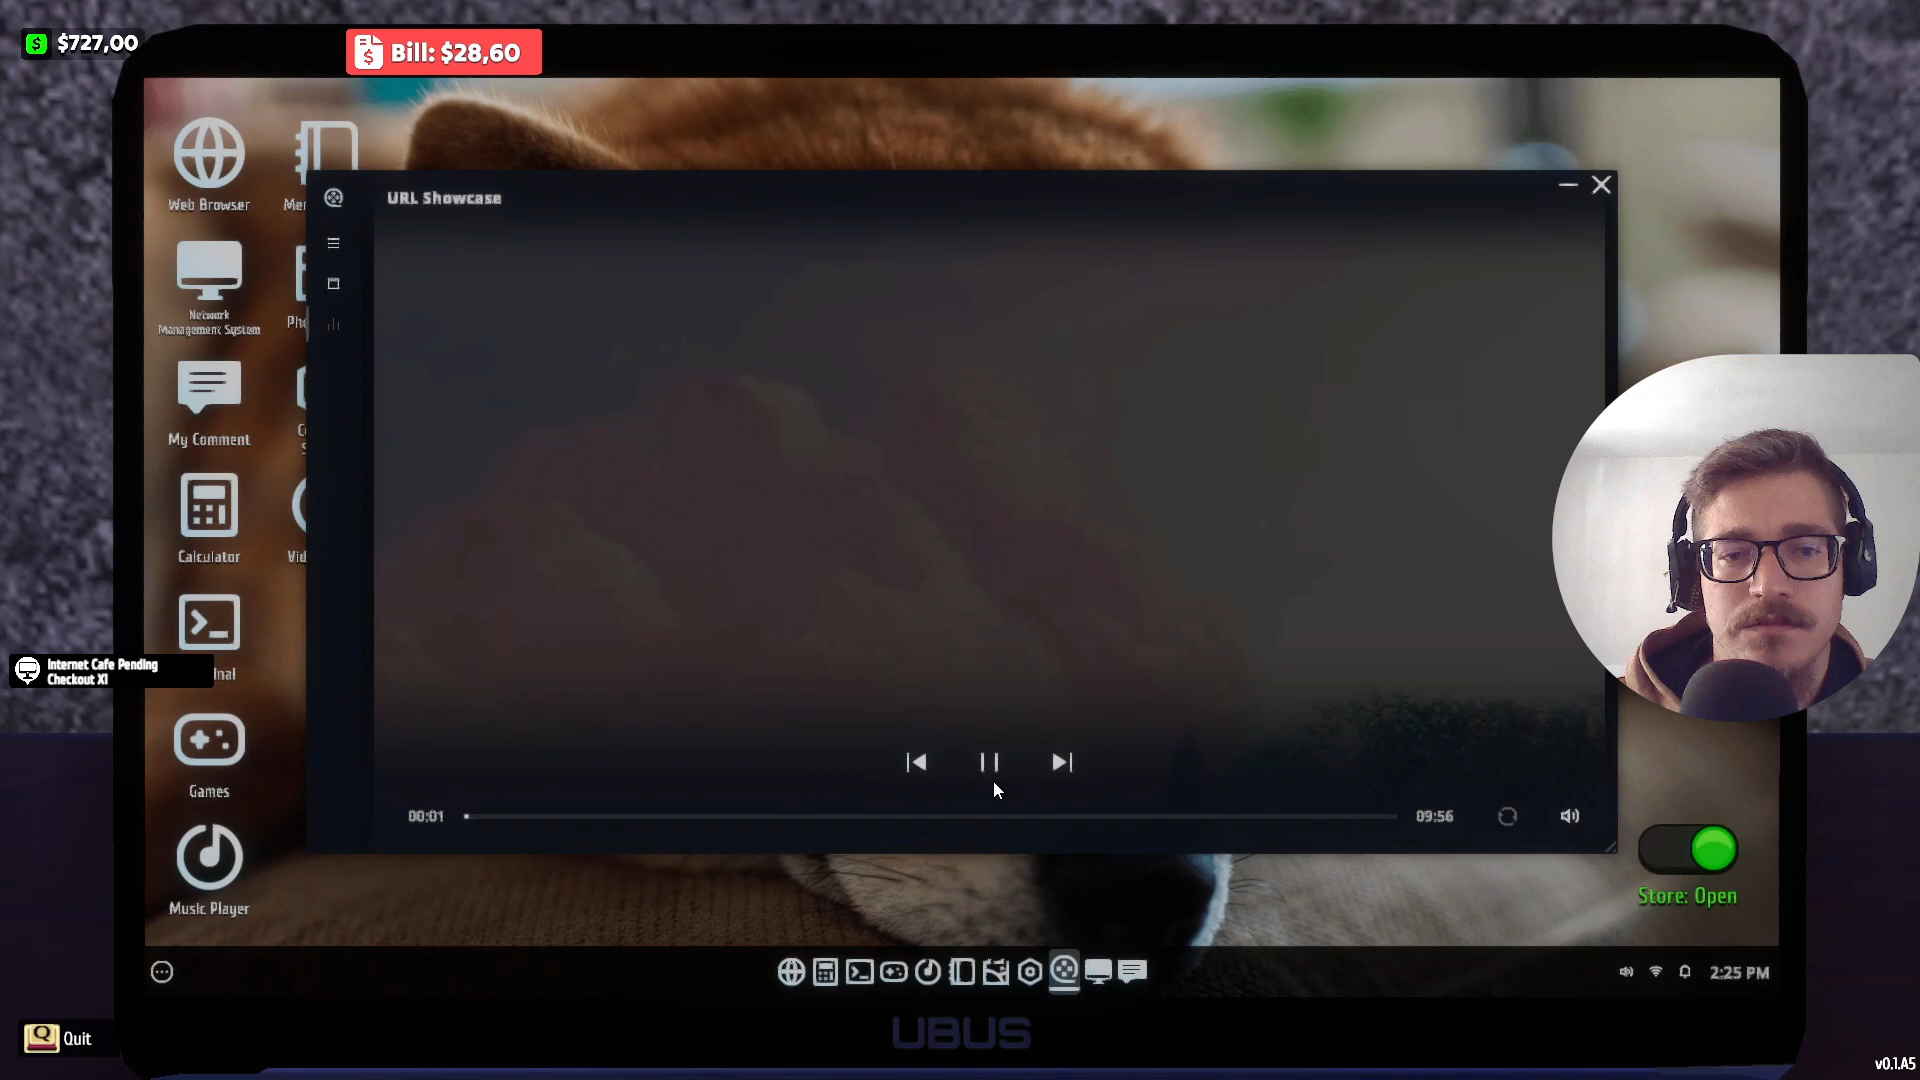 $727,00
Bill: $28,60
Web Browser
URL Showcase
Network
Management System
My Comment
Calculator
Internet Cafe Pending
Checkout X1
Games
00:01
09:56
Music Player
Store: Open
2:25 PM
UBUS
Q Quit
v0.1.A5